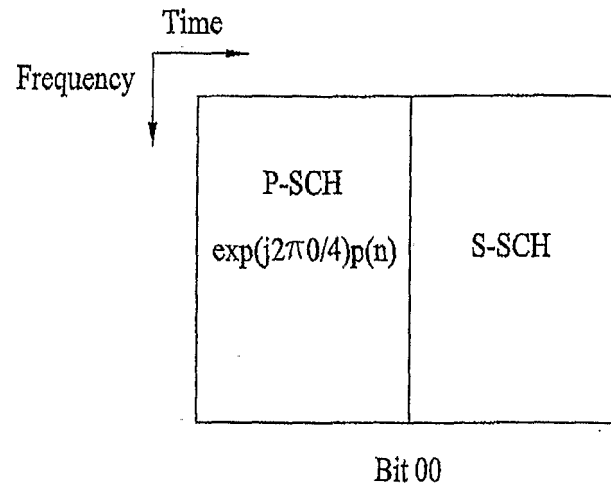 Time
Frequency
P-SCH
exp(j2π0/4)p(n)
S-SCH
Bit 00